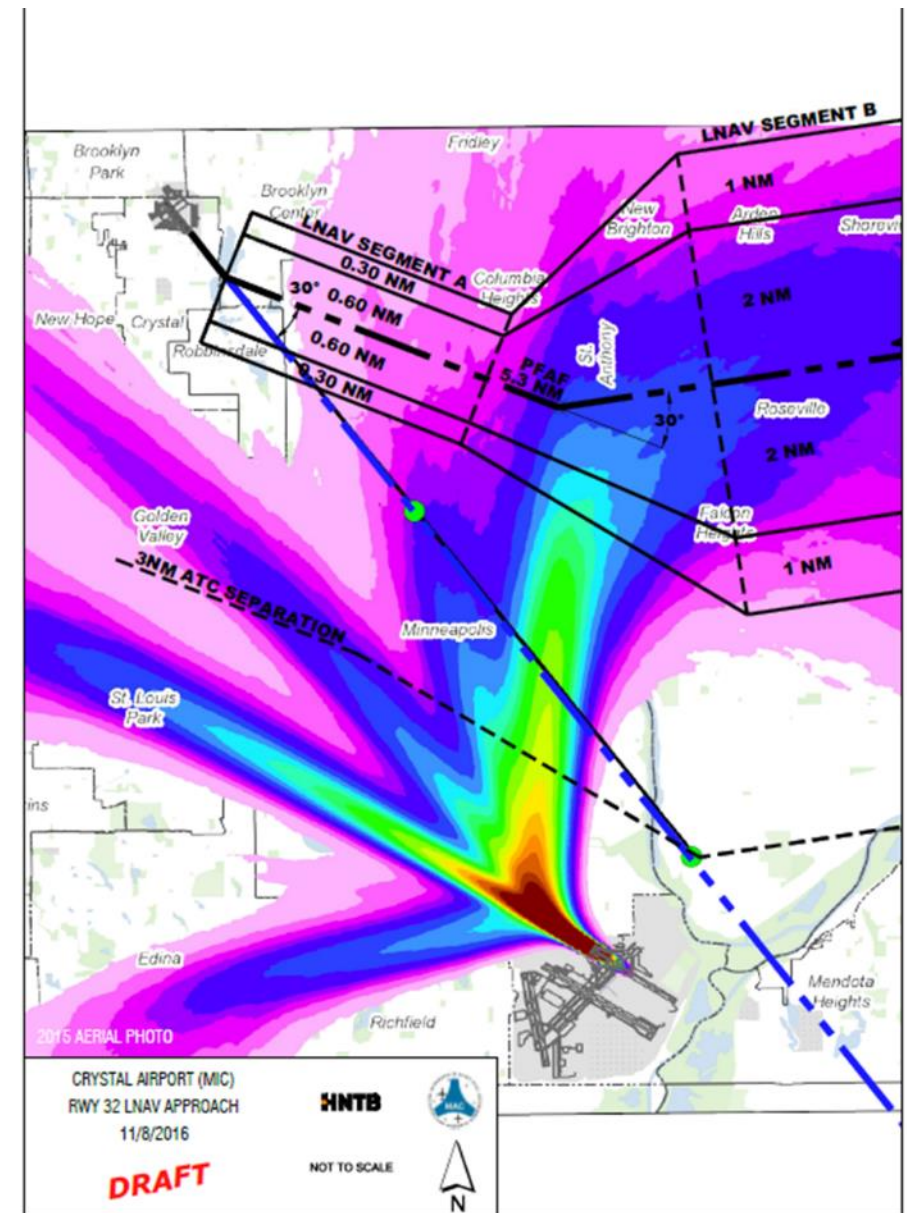 LNAV SEGMENT B
Fridley
Brooklyn
Park
1 NM
Brooklyn
Center
New
Brighton
Arden
Hills
Shorevi
LNAV SEGMENT A
0.30 NM
Columbia
Heights
30° 0.60 NM
2 NM
New Hope
Crystal
Robbinsdale
0.60 NM
0.30 NM
PFAF
5.3 NM
St.
Anthony
30°
Roseville
2 NM
Golden
Valley
Falcon
Heights
3NM ATC SEPARATION
1 NM
Minneapolis
St. Louis
Park
ins
Edina
Mendota
Heights
Richfield
2015 AERIAL PHOTO
CRYSTAL AIRPORT (MIC)
RWY 32 LNAV APPROACH
11/8/2016
DRAFT
HNTB
MAC
NOT TO SCALE
N